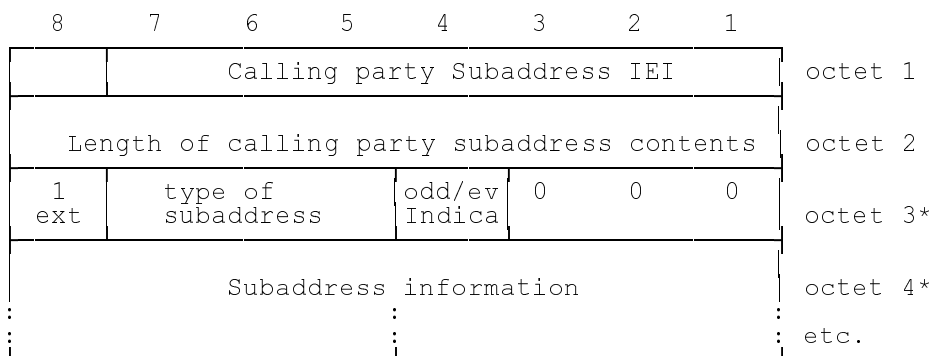 8 7 6 5 4 3 2 1
Calling party Subaddress IEI octet 1
Length of calling party subaddress contents octet 2
1 type of odd/ev 0 0 0
ext subaddress Indica octet 3*
Subaddress information octet 4*
: : : etc.